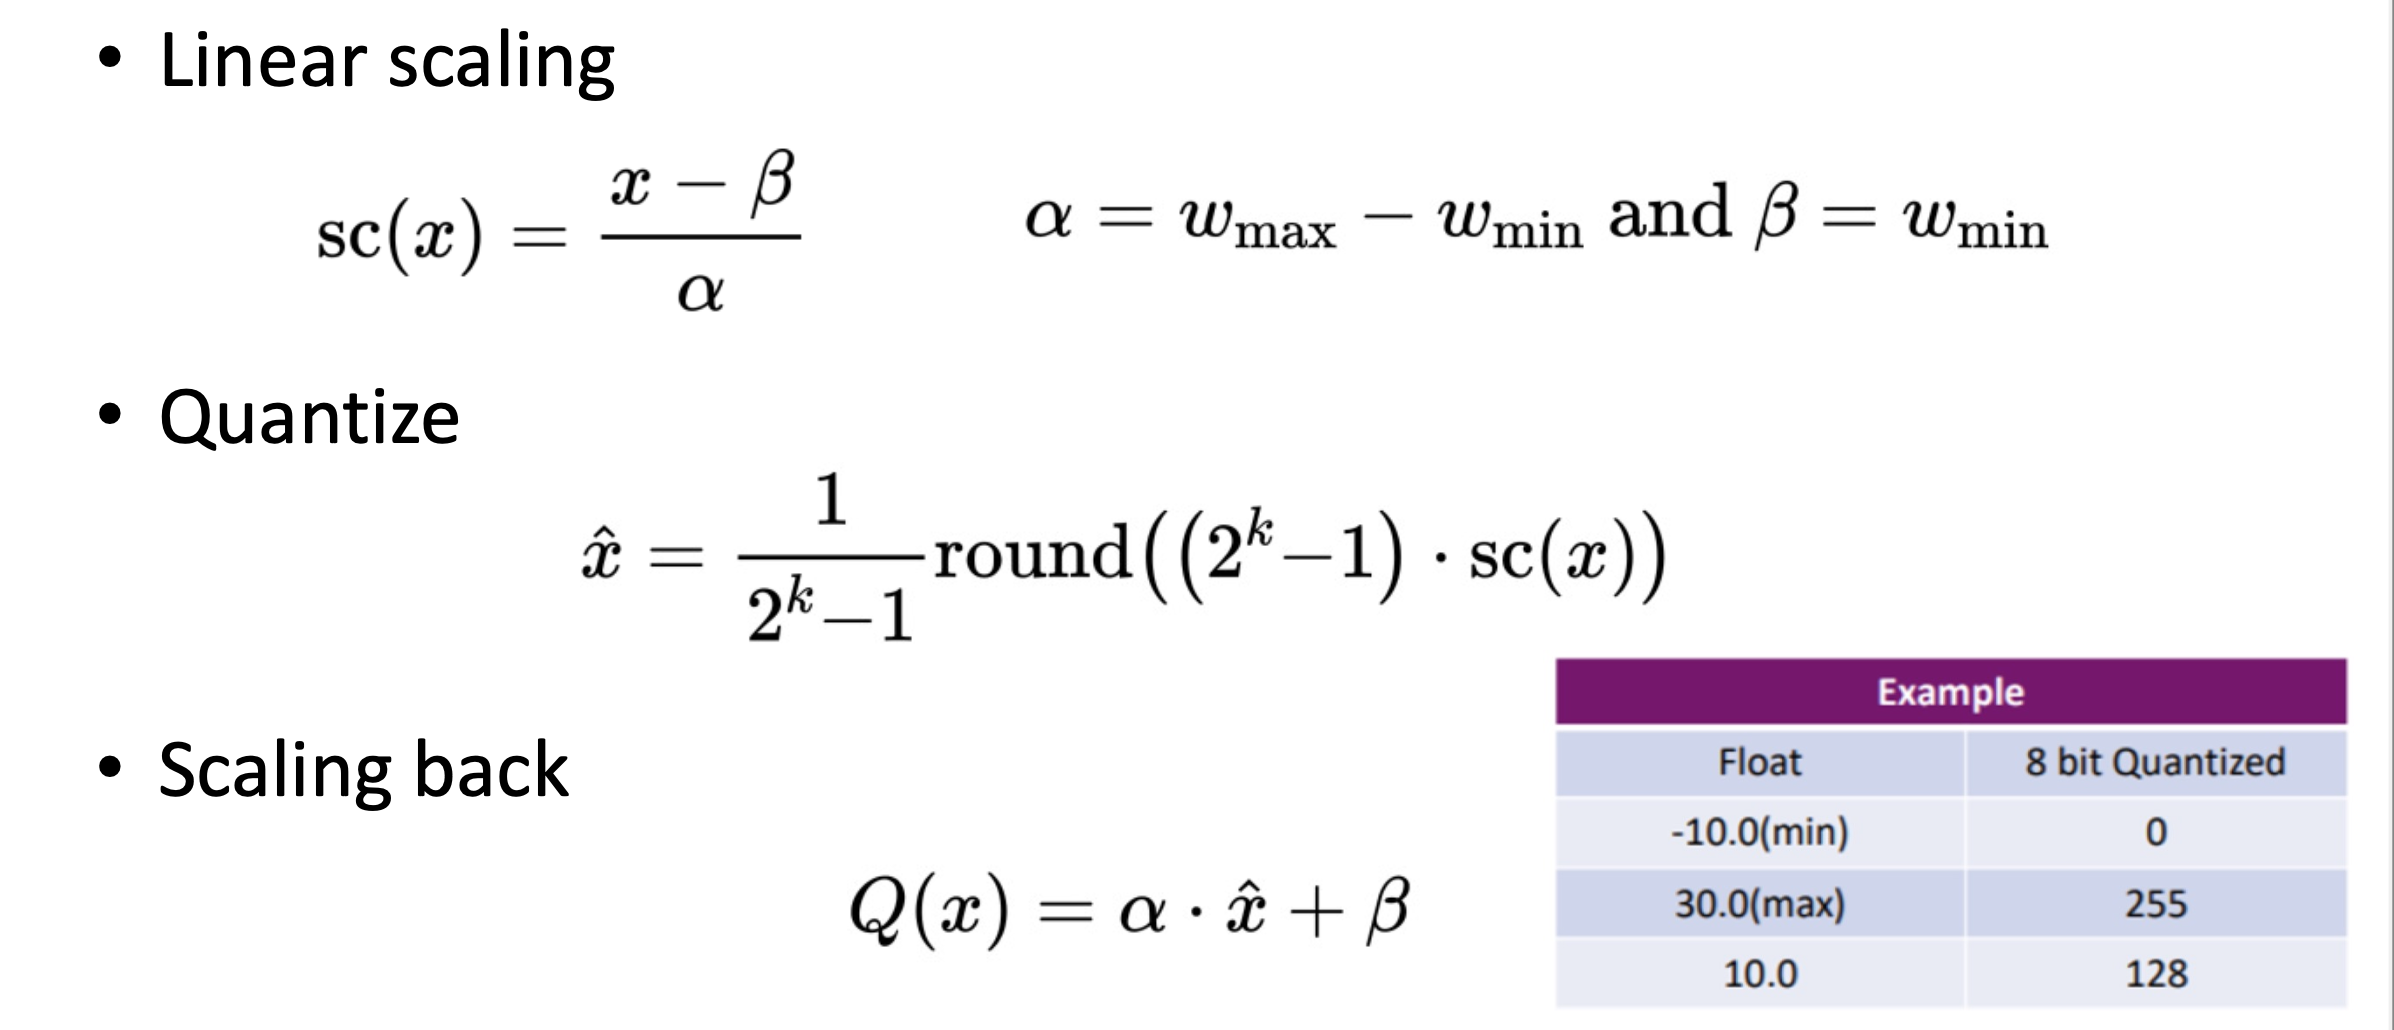 • Linear scaling
sc(x) = (x − β) / α    α = w_max − w_min and β = w_min
• Quantize
x̂ = 1/(2^k−1) round((2^k−1) · sc(x))
• Scaling back
Q(x) = α · x̂ + β
Example
Float 8 bit Quantized
-10.0(min) 0
30.0(max) 255
10.0 128